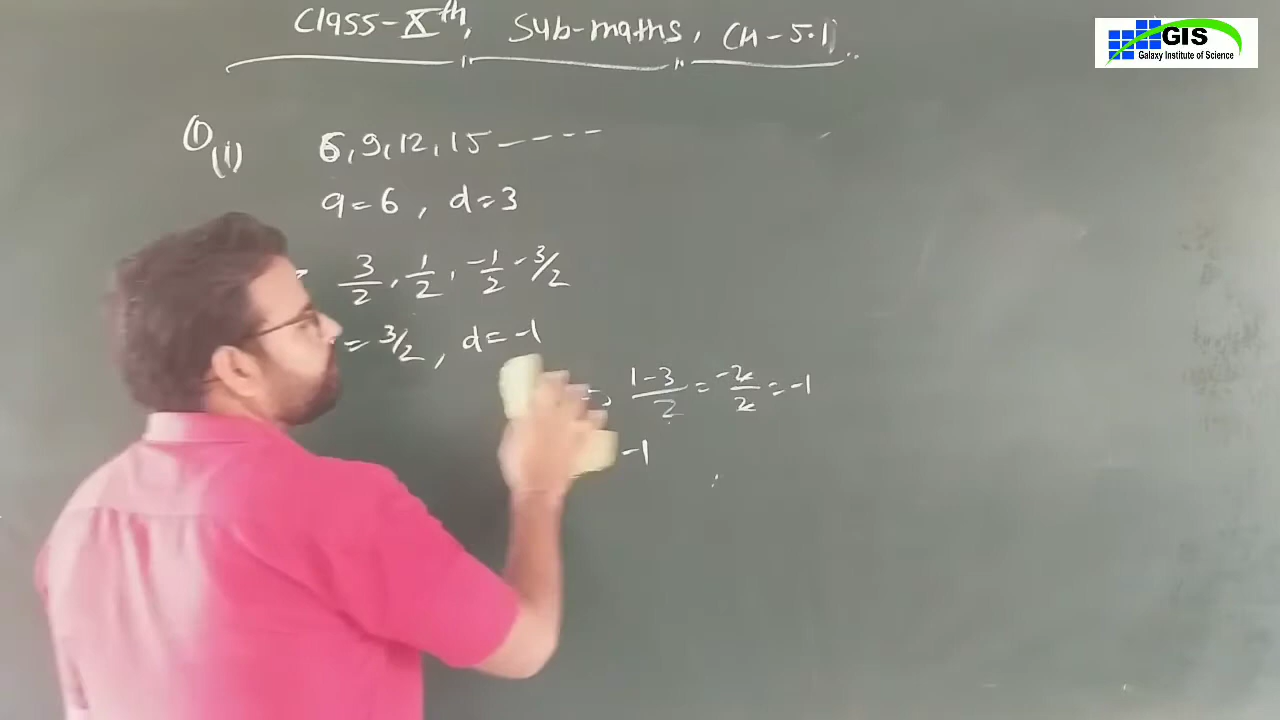 Class-Xth, Sub-maths, CH-5.1
GIS
Galaxy Institute of Science
① (i) 6, 9, 12, 15 -----
a = 6 , d = 3
3/2 , 1/2 , -1/2 -3/2
= 3/2 , d = -1
1-3/2 = -2/2 = -1
-1